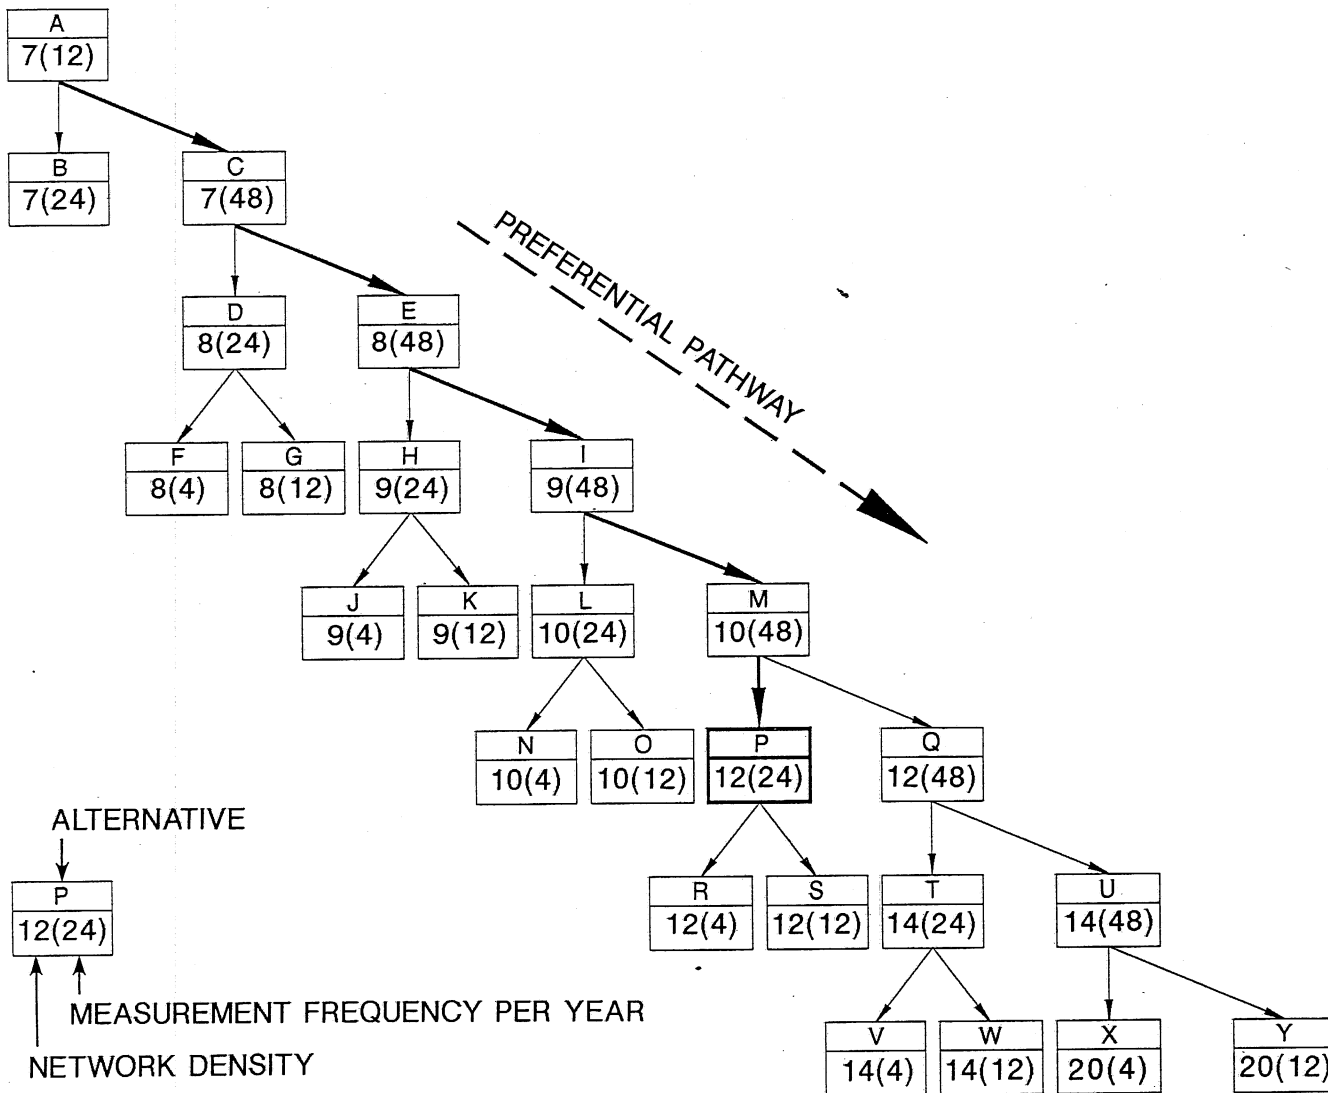 A
7(12)
B
7(24)
C
7(48)
PREFERENTIAL PATHWAY
D
8(24)
E
8(48)
F
8(4)
G
8(12)
H
9(24)
I
9(48)
J
9(4)
K
9(12)
L
10(24)
M
10(48)
N
10(4)
O
10(12)
P
12(24)
Q
12(48)
R
12(4)
S
12(12)
T
14(24)
U
14(48)
V
14(4)
W
14(12)
X
20(4)
Y
20(12)
ALTERNATIVE
P
12(24)
MEASUREMENT FREQUENCY PER YEAR
NETWORK DENSITY